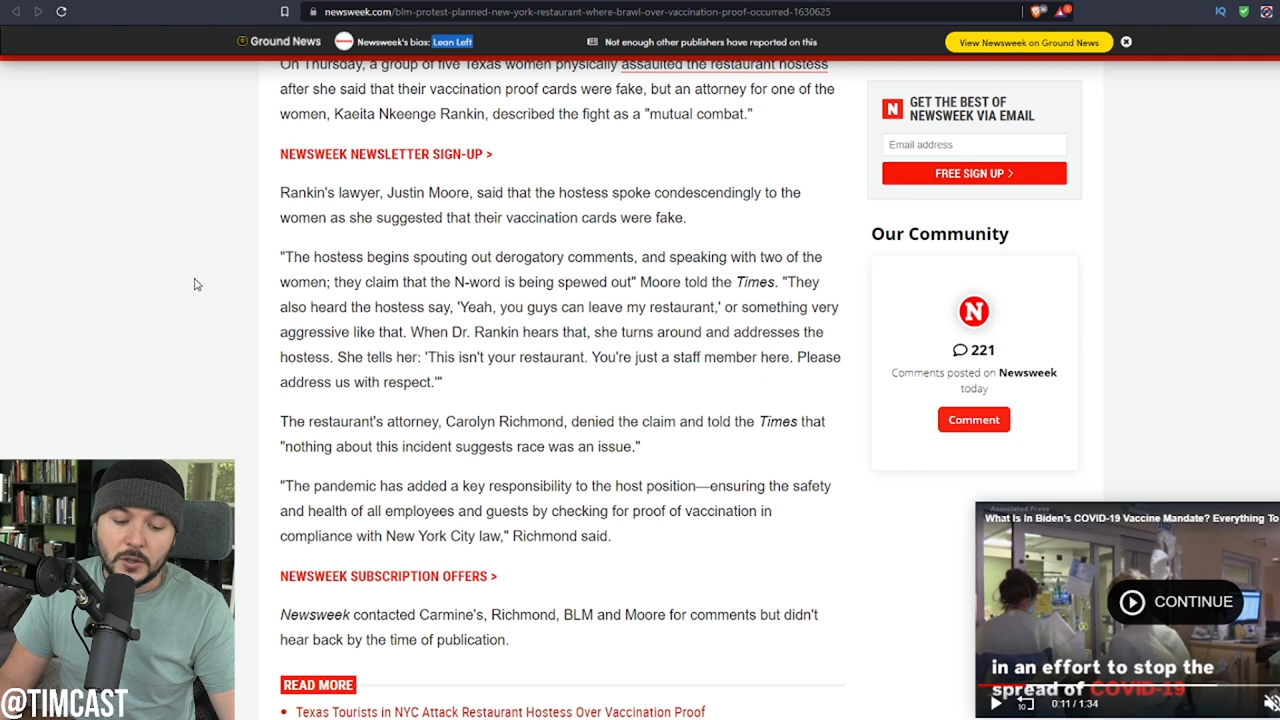 newsweek.com/blm-protest-planned-new-york-restaurant-where-brawl-over-vaccination-proof-occurred-1630625
IQ
Ground News
Newsweek's bias: Lean Left
Not enough other publishers have reported on this
View Newsweek on Ground News
On Thursday, a group of five Texas women physically assaulted the restaurant hostess
after she said that their vaccination proof cards were fake, but an attorney for one of the
women, Kaeita Nkeenge Rankin, described the fight as a "mutual combat."
NEWSWEEK NEWSLETTER SIGN-UP >
Rankin's lawyer, Justin Moore, said that the hostess spoke condescendingly to the
women as she suggested that their vaccination cards were fake.
"The hostess begins spouting out derogatory comments, and speaking with two of the
women; they claim that the N-word is being spewed out" Moore told the Times. "They
also heard the hostess say, 'Yeah, you guys can leave my restaurant,' or something very
aggressive like that. When Dr. Rankin hears that, she turns around and addresses the
hostess. She tells her: 'This isn't your restaurant. You're just a staff member here. Please
address us with respect.'"
The restaurant's attorney, Carolyn Richmond, denied the claim and told the Times that
"nothing about this incident suggests race was an issue."
"The pandemic has added a key responsibility to the host position—ensuring the safety
and health of all employees and guests by checking for proof of vaccination in
compliance with New York City law," Richmond said.
NEWSWEEK SUBSCRIPTION OFFERS >
Newsweek contacted Carmine's, Richmond, BLM and Moore for comments but didn't
hear back by the time of publication.
READ MORE
Texas Tourists in NYC Attack Restaurant Hostess Over Vaccination Proof
N
GET THE BEST OF
NEWSWEEK VIA EMAIL
Email address
FREE SIGN UP >
Our Community
N
221
Comments posted on Newsweek
today
Comment
Associated Press
What Is In Biden's COVID-19 Vaccine Mandate? Everything To
CONTINUE
in an effort to stop the
spread of COVID-19
10
0:11 / 1:34
@TIMCAST